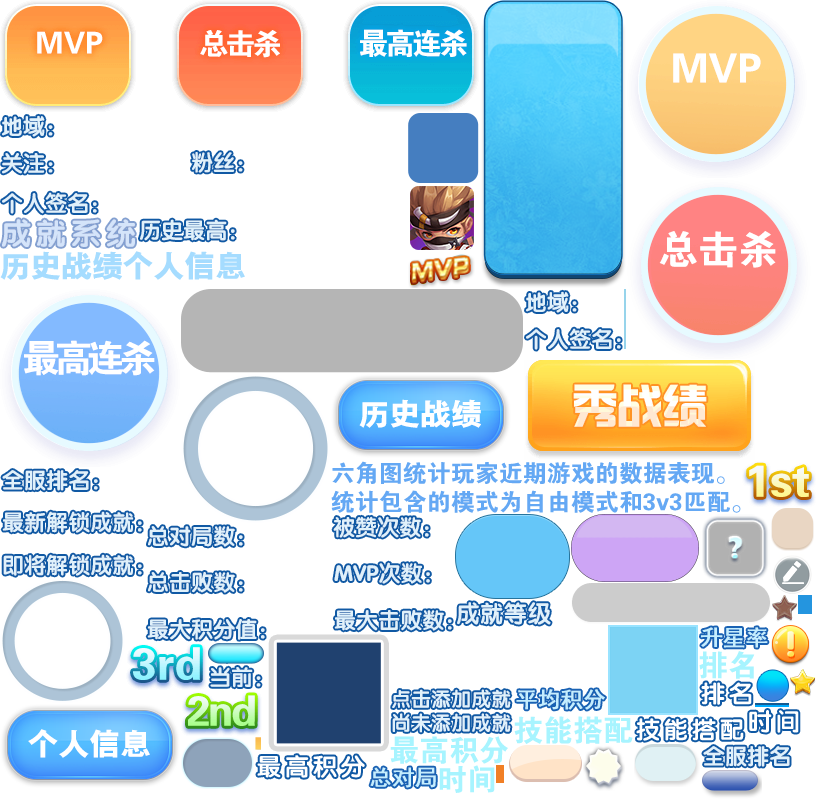 MVP
总击杀
最高连杀
MVP
地域:
关注:
粉丝:
个人签名:
成就系统
历史最高:
历史战绩个人信息
MVP
总击杀
地域:
个人签名:
最高连杀
历史战绩
秀战绩
六角图统计玩家近期游戏的数据表现。
统计包含的模式为自由模式和3v3匹配。
1st
全服排名:
最新解锁成就:
总对局数:
被赞次数:
?
即将解锁成就:
总击败数:
MVP次数:
最大积分值:
最大击败数:
成就等级
升星率
!
3rd
当前:
排名
排名
2nd
点击添加成就
平均积分
尚未添加成就
技能搭配
技能搭配
时间
个人信息
最高积分
最高积分
总对局
时间
全服排名